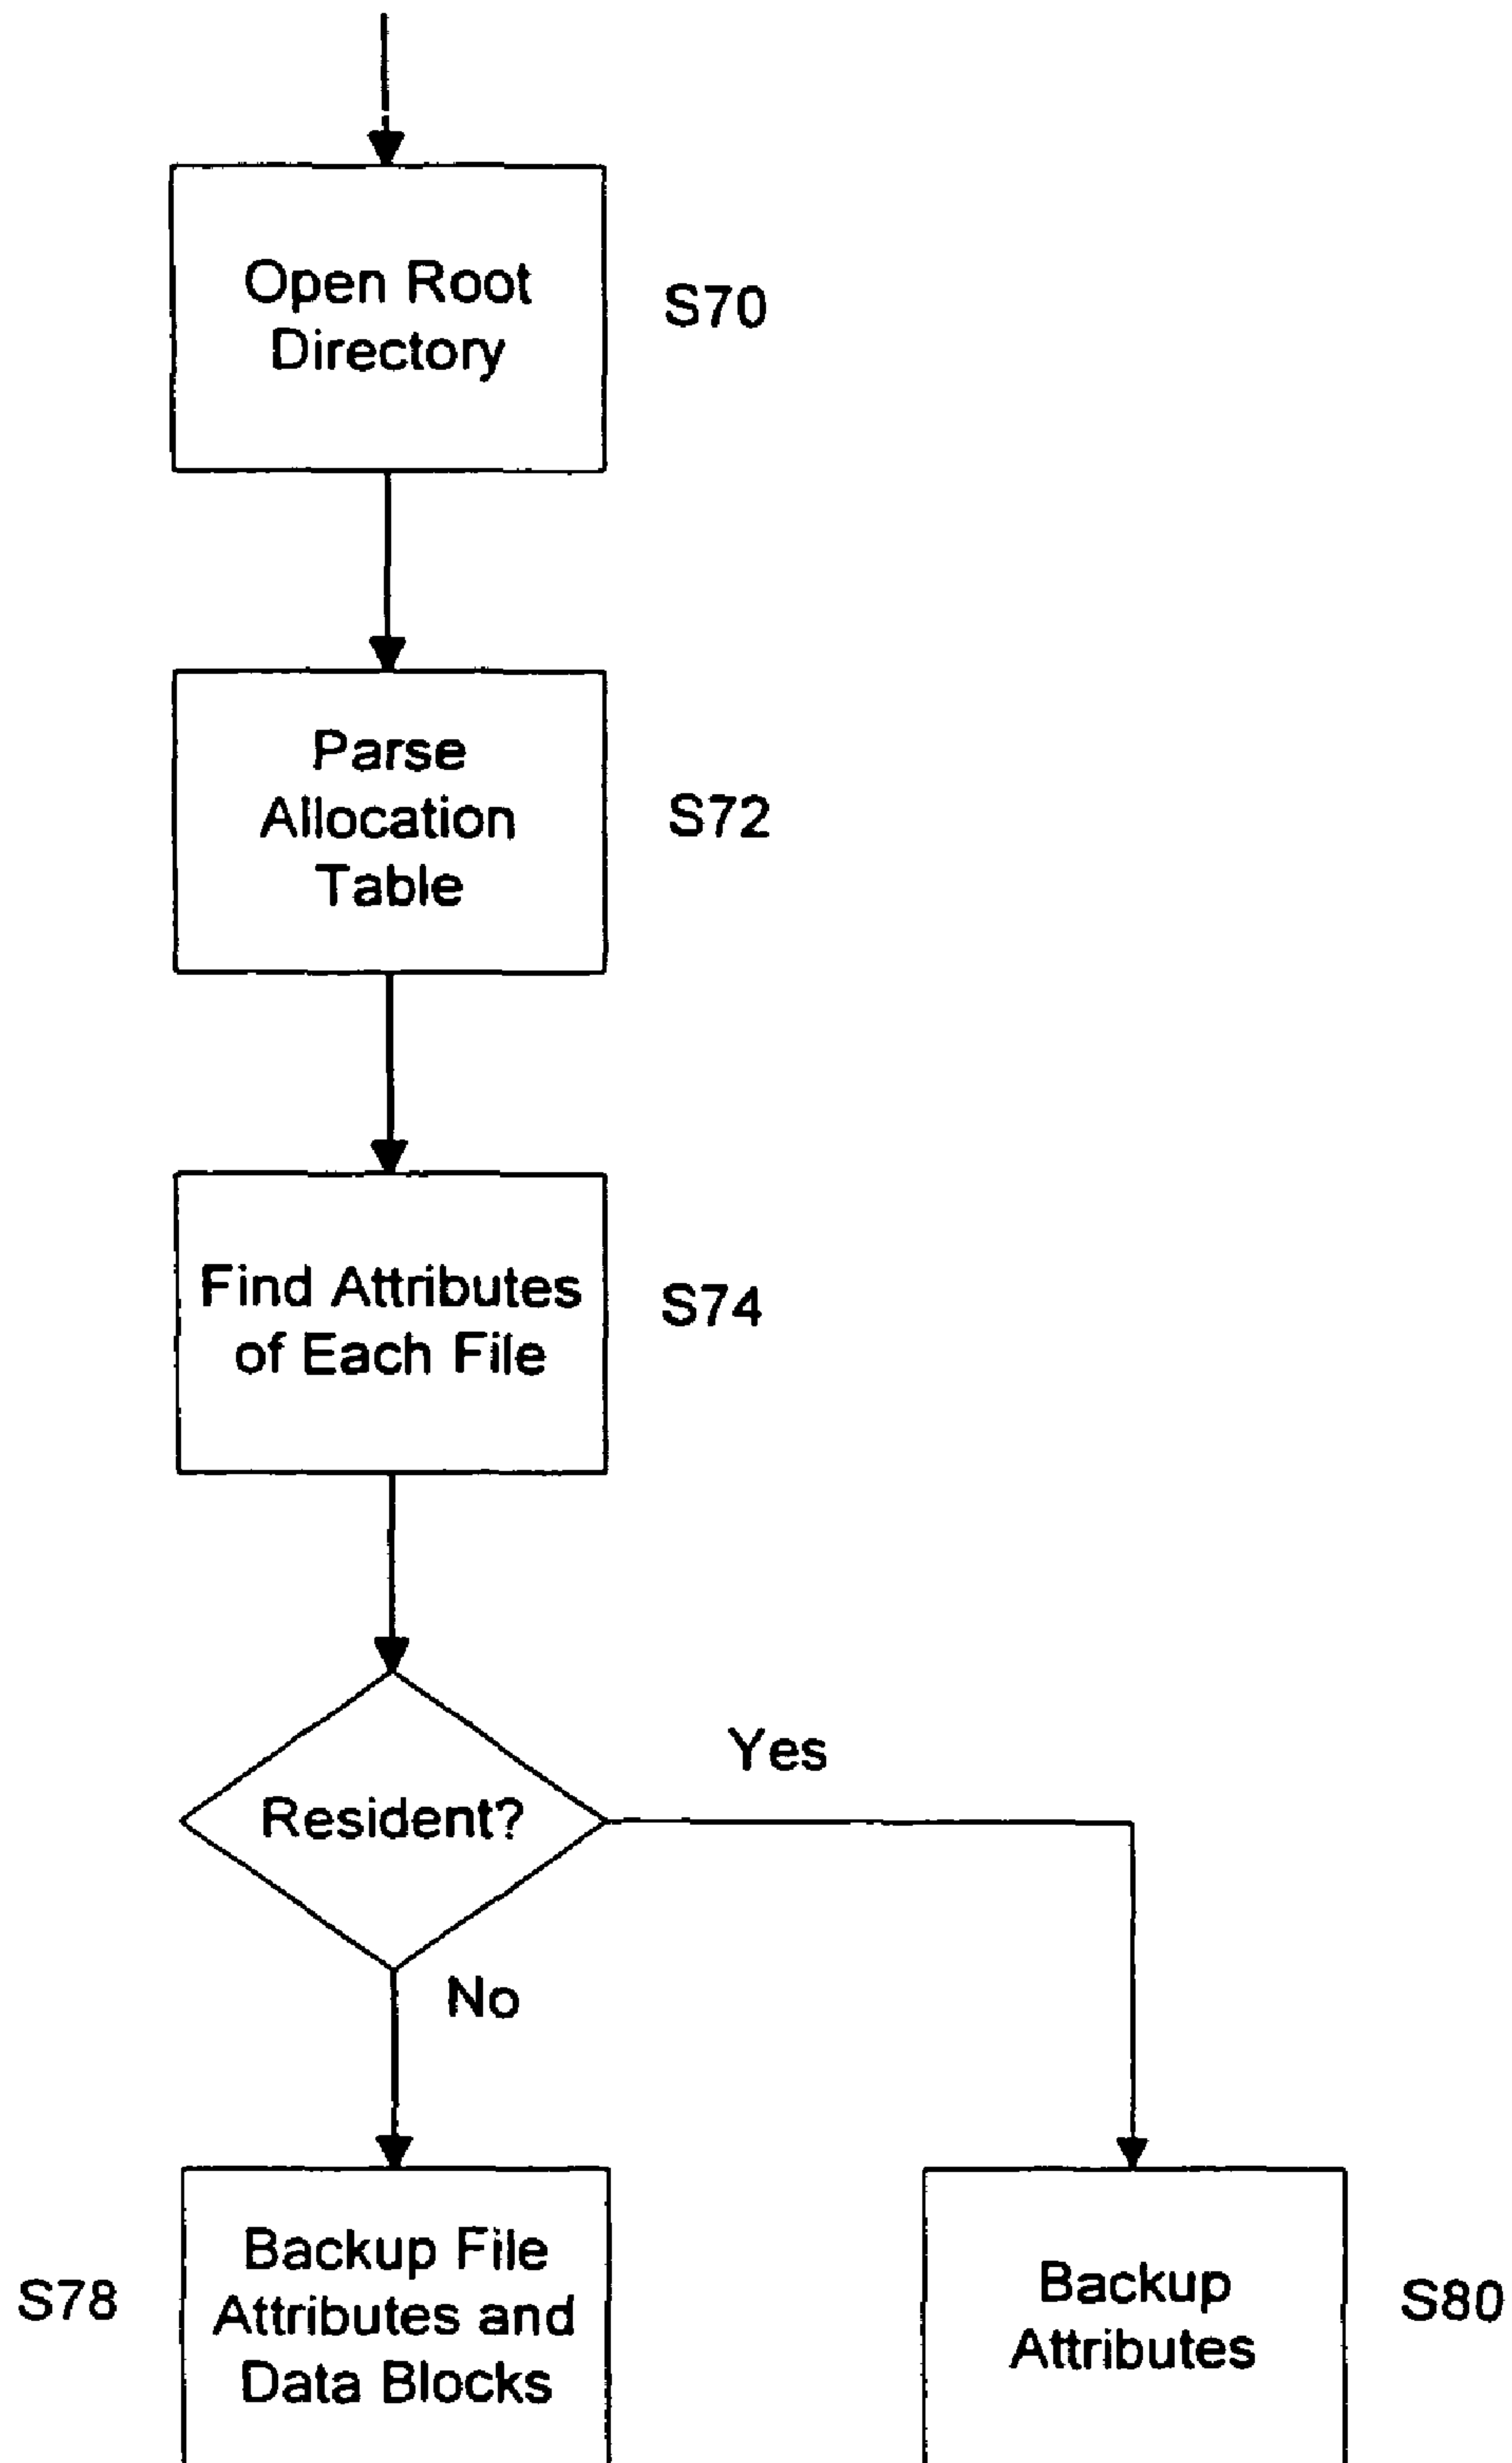 Open Root
Directory
S70
Parse
Allocation
Table
S72
Find Attributes
of Each File
S74
Resident?
Yes
No
S78
Backup File
Attributes and
Data Blocks
Backup
Attributes
S80